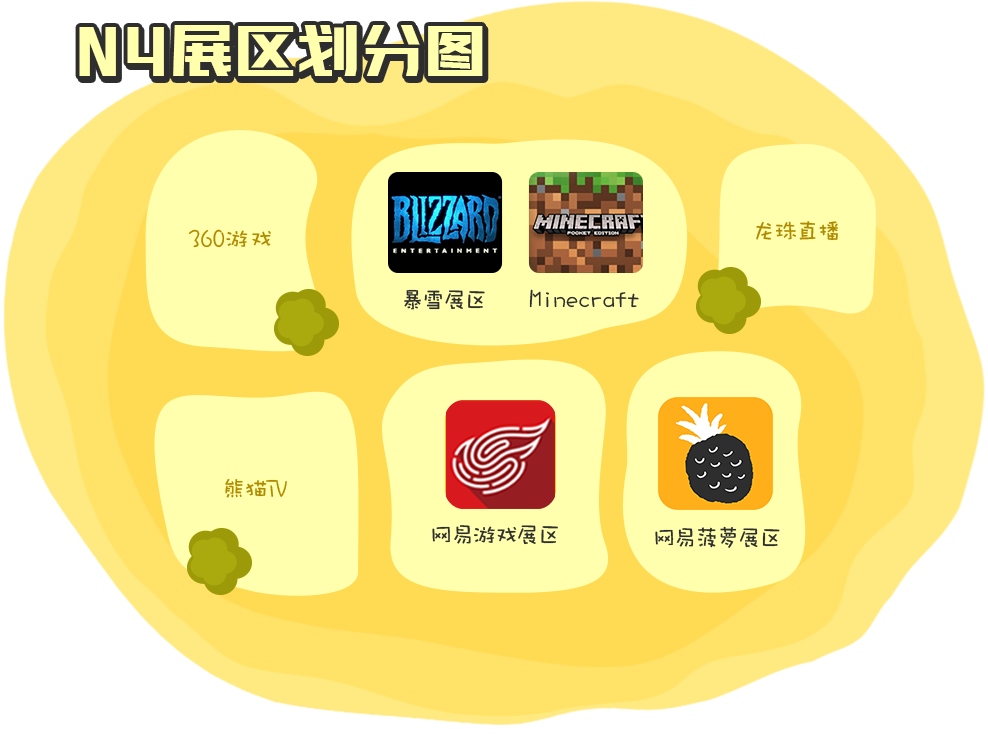 N4展区划分图
360游戏
BLIZZARD
ENTERTAINMENT
暴雪展区
MINECRAF
POCKET EDITION
Minecraft
龙珠直播
熊猫TV
网易游戏展区
网易菠萝展区